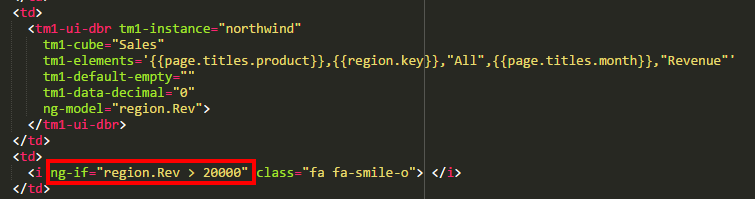 </td>
<td>
<tm1-ui-dbr tm1-instance="northwind"
tm1-cube="Sales"
tm1-elements='{{page.titles.product}},{{region.key}},"All",{{page.titles.month}},"Revenue"'
tm1-default-empty=""
tm1-data-decimal="0"
ng-model="region.Rev">
</tm1-ui-dbr>
</td>
<td>
<i ng-if="region.Rev > 20000" class="fa fa-smile-o"> </i>
</td>